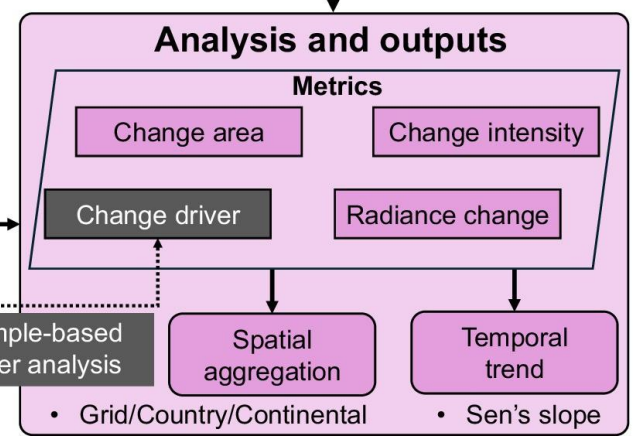 Analysis and outputs
Metrics
Change area
Change intensity
Change driver
Radiance change
analysis
Spatial
aggregation
Temporal
trend
• Grid/Country/Continental
• Sen's slope